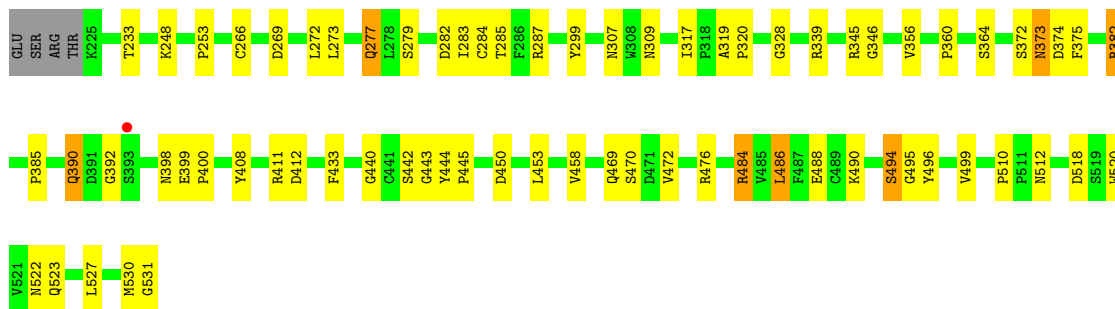 GLU SER ARG THR K225 T233 K248 P253 C266 D269 L272 L273 Q277 L278 S279 D282 I283 C284 T285 F286 R287 Y299 N307 W308 N309 I317 P318 A319 P320 G328 R339 R345 G346 V356 P360 S364 S372 N373 D374 F375
P385 Q390 D391 G392 S393 N398 E399 P400 Y408 R411 D412 F433 G440 C441 S442 G443 Y444 P445 D450 L453 V458 Q469 S470 D471 V472 R476 R484 V485 L486 F487 E488 C489 K490 S494 G495 Y496 V499 P510 P511 N512 D518 S519 W520
V521 N522 Q523 L527 M530 G531